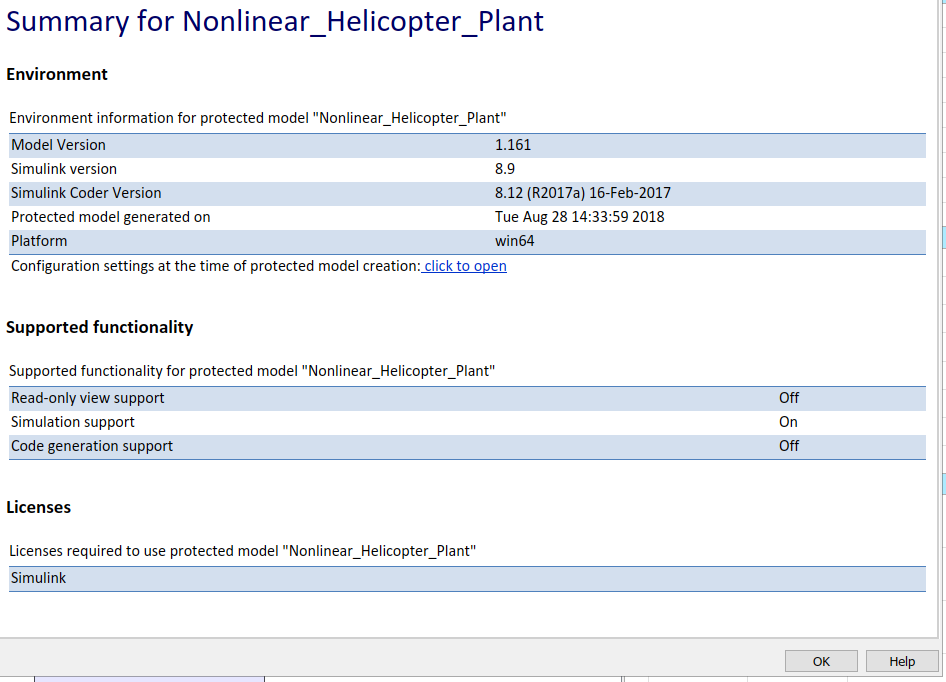 Summary for Nonlinear_Helicopter_Plant
Environment
Environment information for protected model "Nonlinear_Helicopter_Plant"
Model Version 1.161
Simulink version 8.9
Simulink Coder Version 8.12 (R2017a) 16-Feb-2017
Protected model generated on Tue Aug 28 14:33:59 2018
Platform win64
Configuration settings at the time of protected model creation: click to open
Supported functionality
Supported functionality for protected model "Nonlinear_Helicopter_Plant"
Read-only view support Off
Simulation support On
Code generation support Off
Licenses
Licenses required to use protected model "Nonlinear_Helicopter_Plant"
Simulink
OK Help